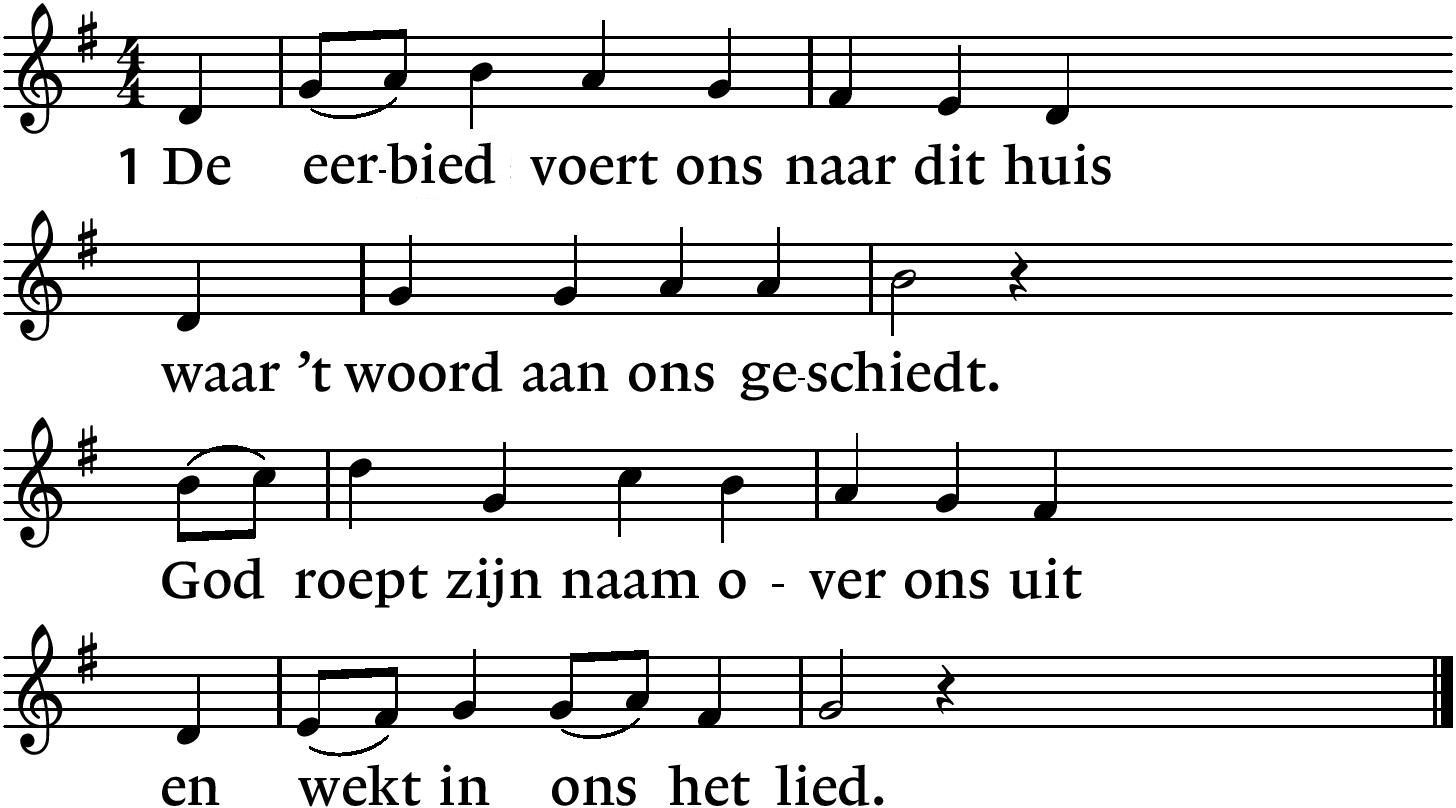 1 De eer-bied voert ons naar dit huis
waar ’t woord aan ons ge-schiedt.
God roept zijn naam o - ver ons uit
en wekt in ons het lied.